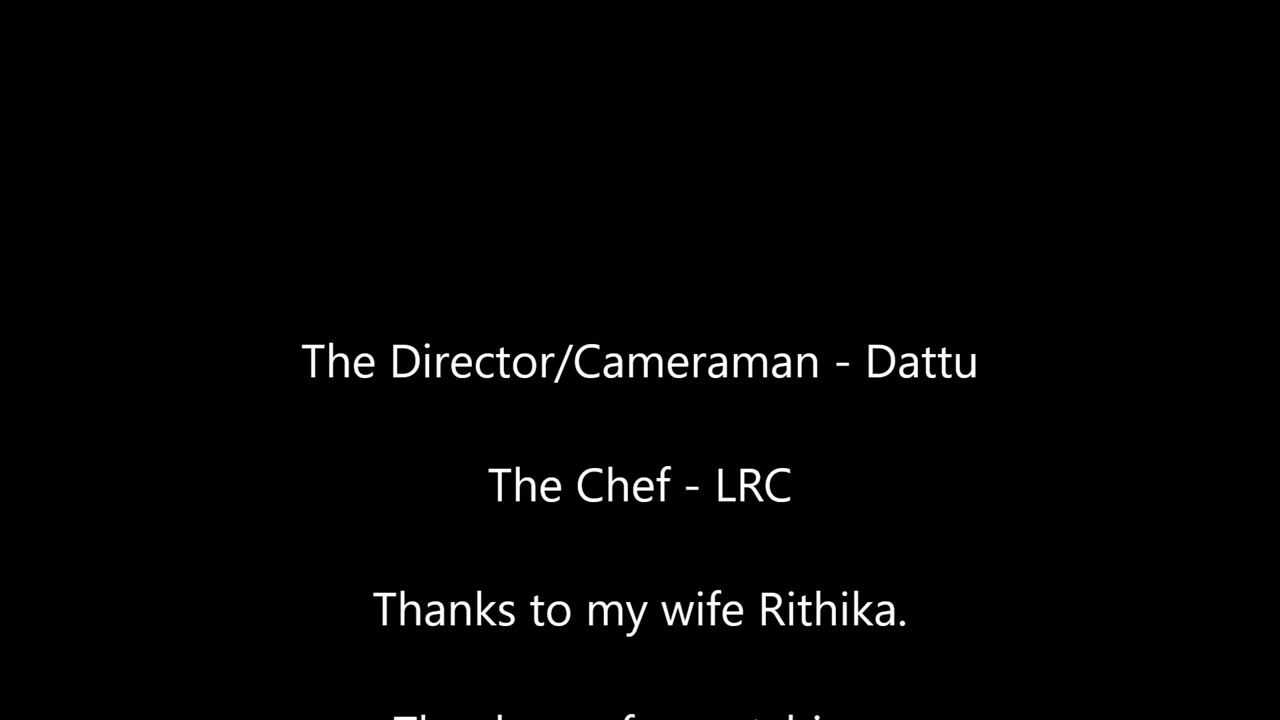 The Director/Cameraman - Dattu
The Chef - LRC
Thanks to my wife Rithika.